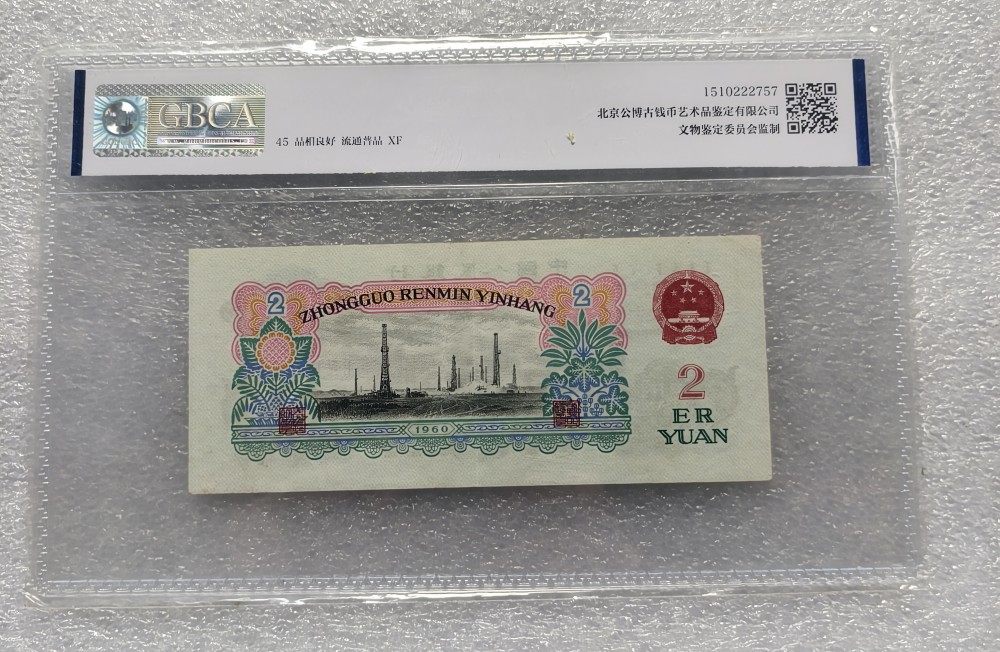 GBCA
45 品相良好 流通普品 XF
1510222757
北京公博古钱币艺术品鉴定有限公司
文物鉴定委员会监制
2
ZHONGGUO RENMIN YINHANG
2
1960
2
ER
YUAN